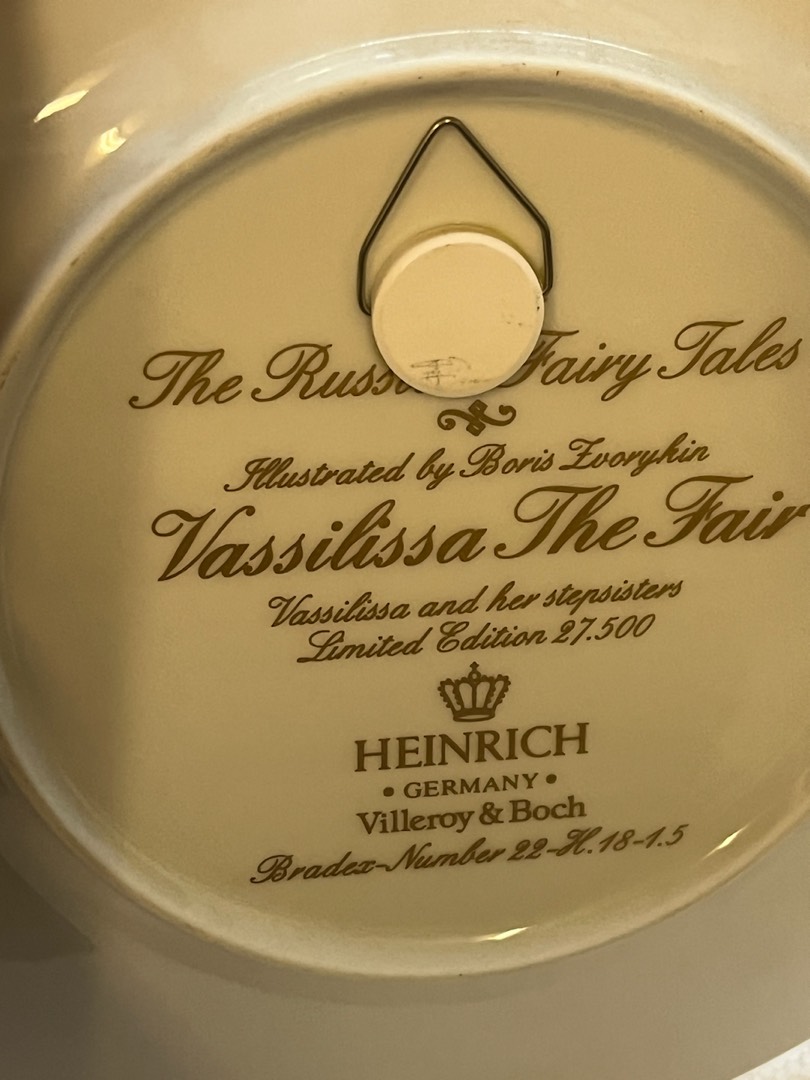 The Fairy Tales
Illustrated by Boris Zvorykin
Vassilissa The Fair
Vassilissa and her stepsisters
Limited Edition 27.500
HEINRICH
• GERMANY •
Villeroy & Boch
Bradex-Number 22-H.18-1.5